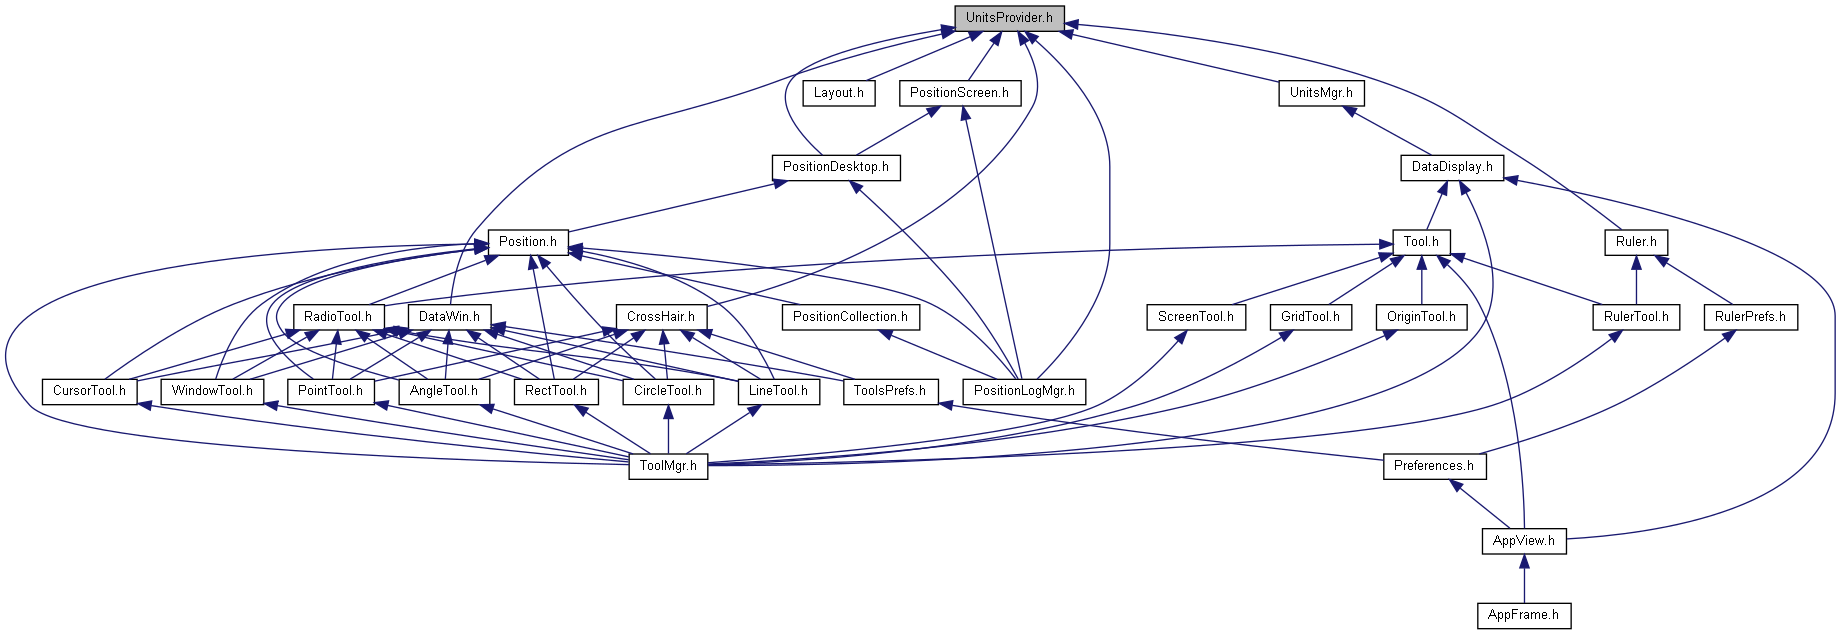 UnitsProvider.h
Layout.h
PositionScreen.h
UnitsMgr.h
PositionDesktop.h
DataDisplay.h
Position.h
Tool.h
Ruler.h
RadioTool.h
DataWin.h
CrossHair.h
PositionCollection.h
ScreenTool.h
GridTool.h
OriginTool.h
RulerTool.h
RulerPrefs.h
CursorTool.h
WindowTool.h
PointTool.h
AngleTool.h
RectTool.h
CircleTool.h
LineTool.h
ToolsPrefs.h
PositionLogMgr.h
ToolMgr.h
Preferences.h
AppView.h
AppFrame.h